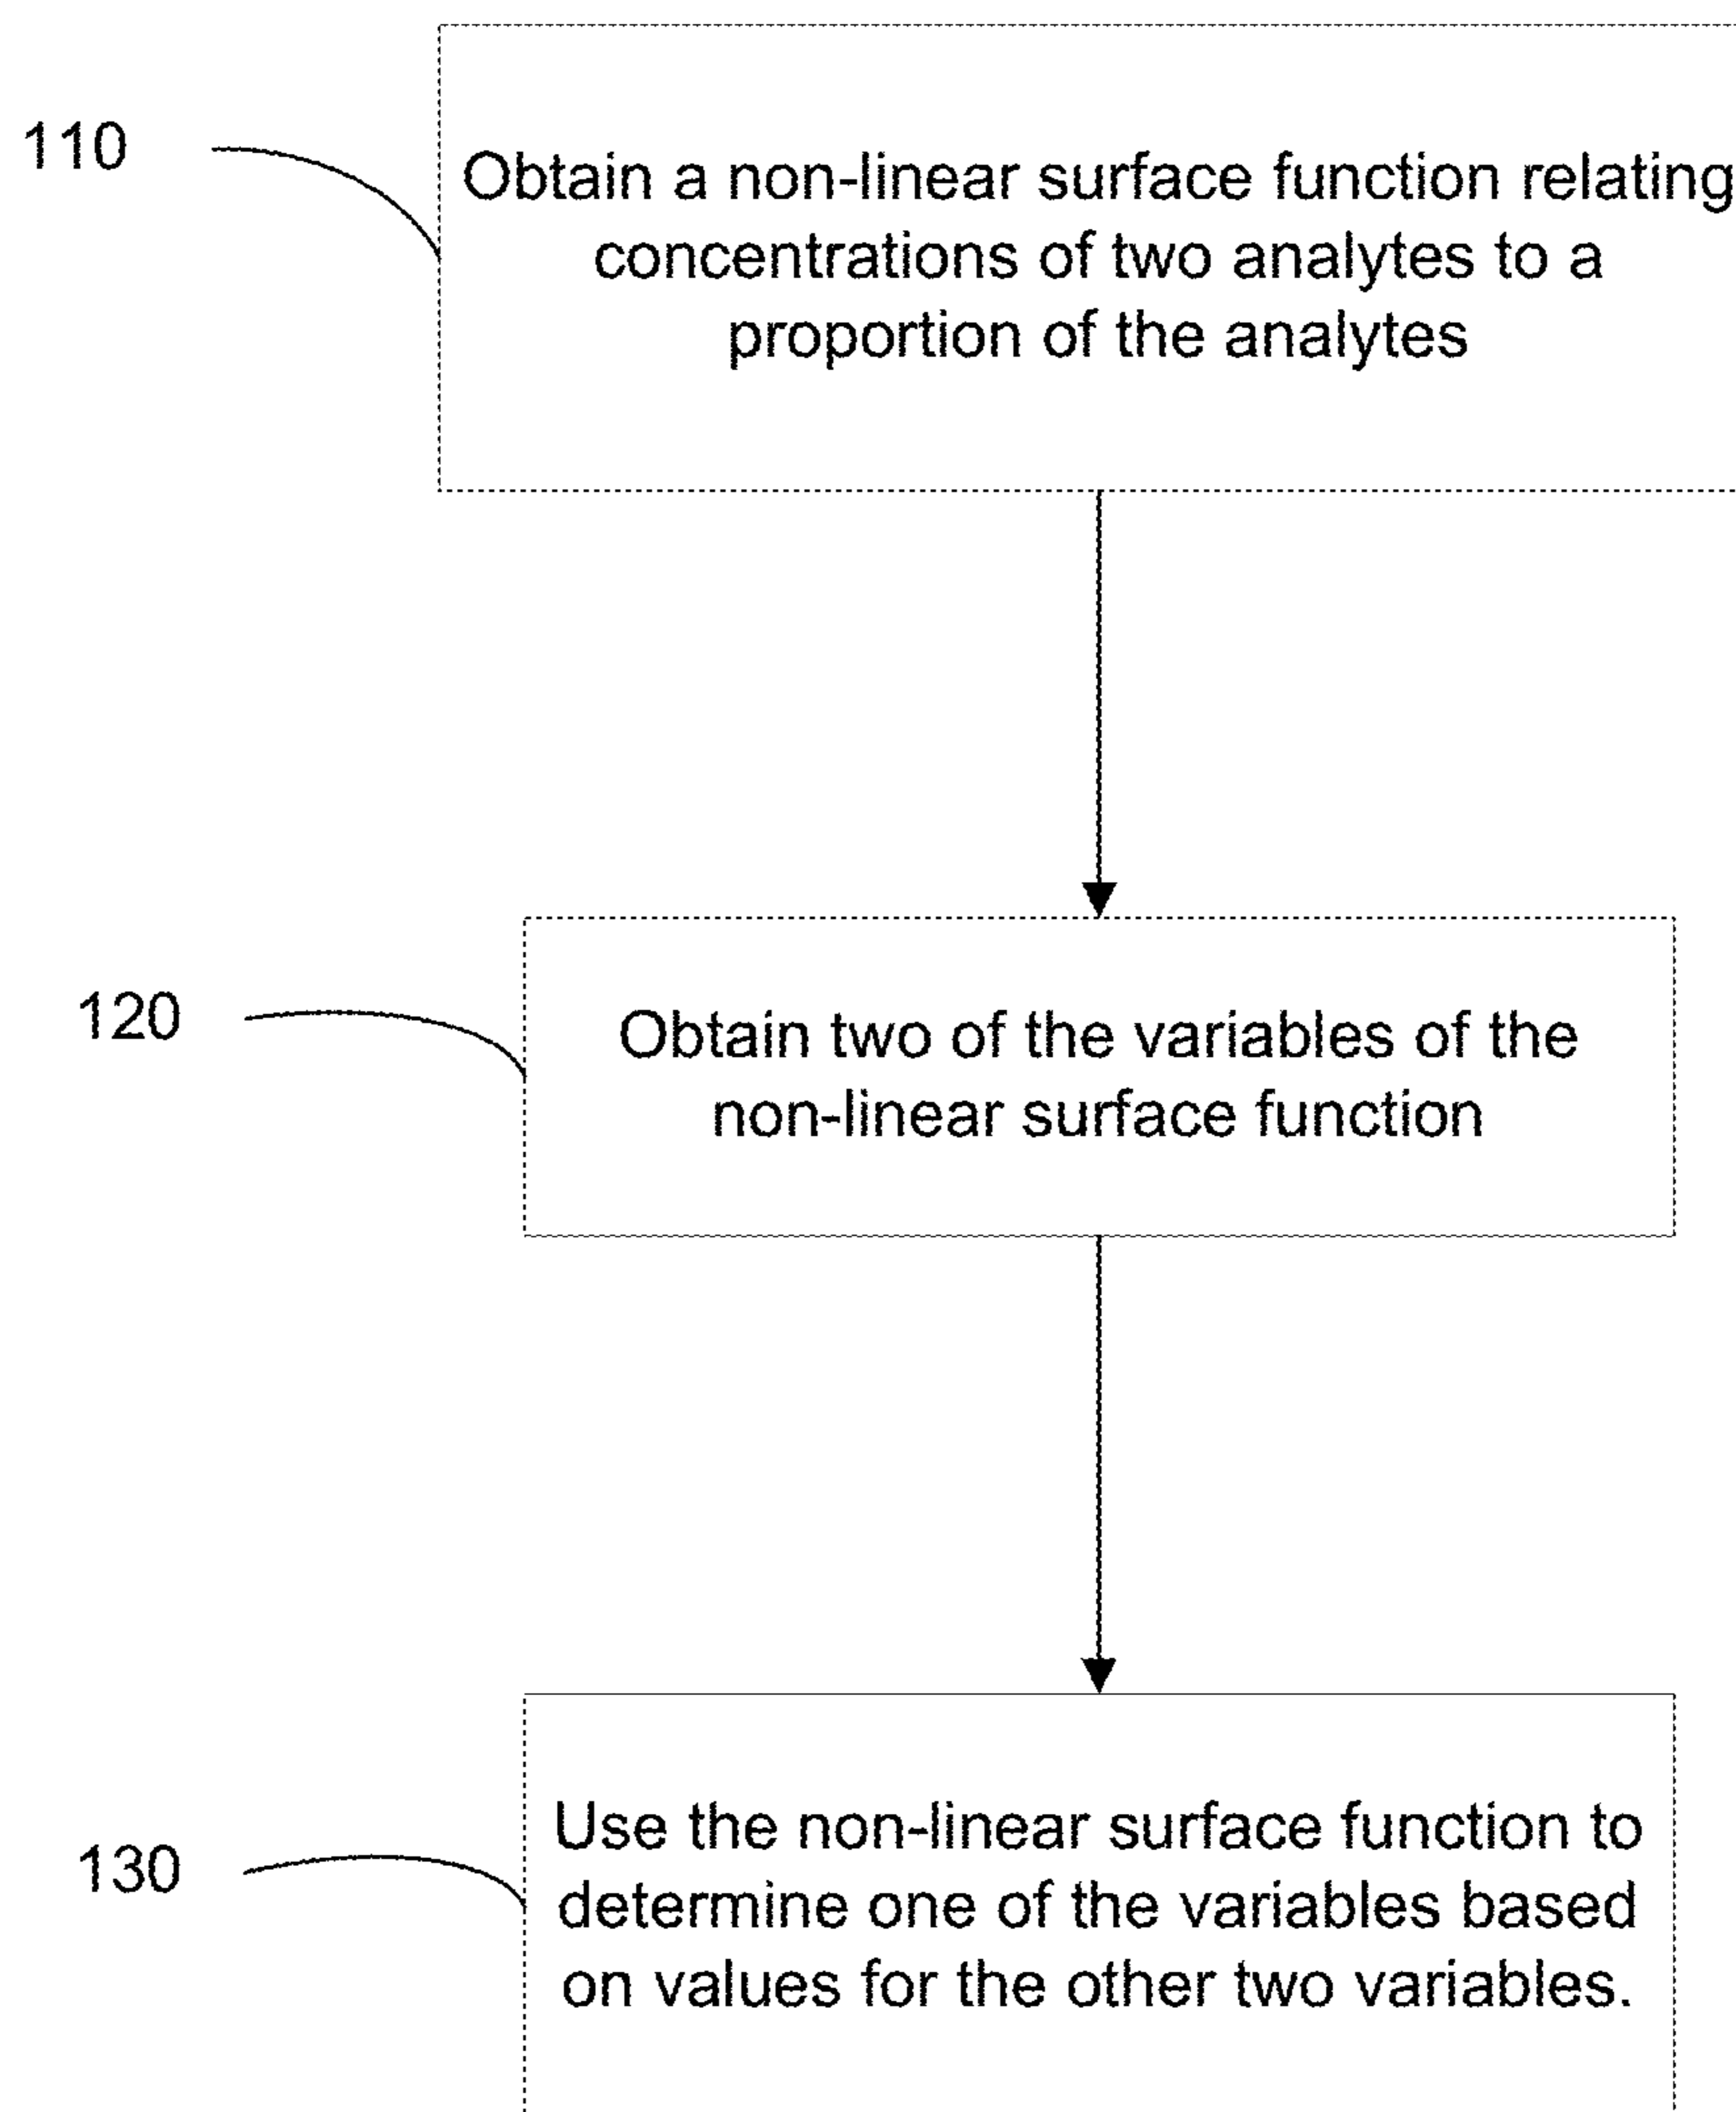 110
Obtain a non-linear surface function relating
concentrations of two analytes to a
proportion of the analytes
120
Obtain two of the variables of the
non-linear surface function
130
Use the non-linear surface function to
determine one of the variables based
on values for the other two variables.